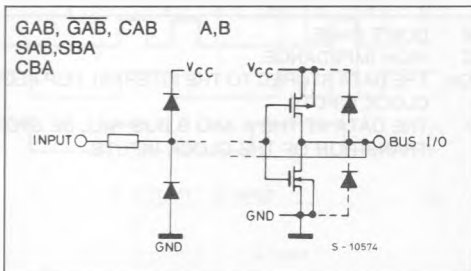 GAB, GAB, CAB A,B
SAB,SBA
CBA
VCC VCC
INPUT BUS I/O
GND
GND
S-10574